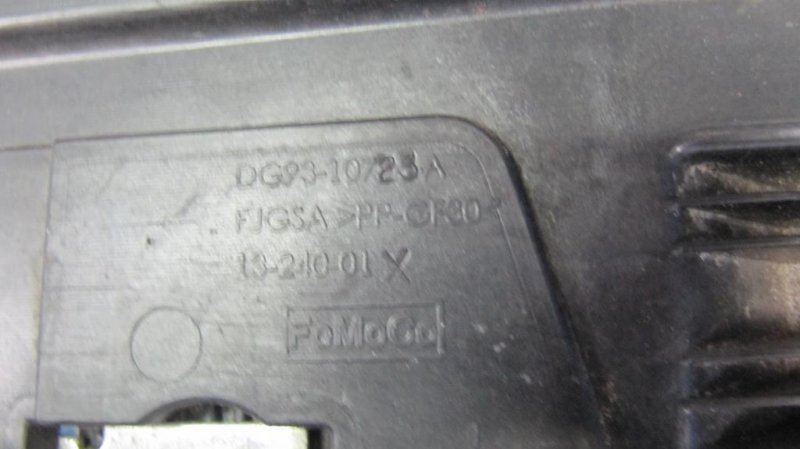 DG93-10723-A
FJGSA >PP-GF30<
13-240-01 X
FoMoCo